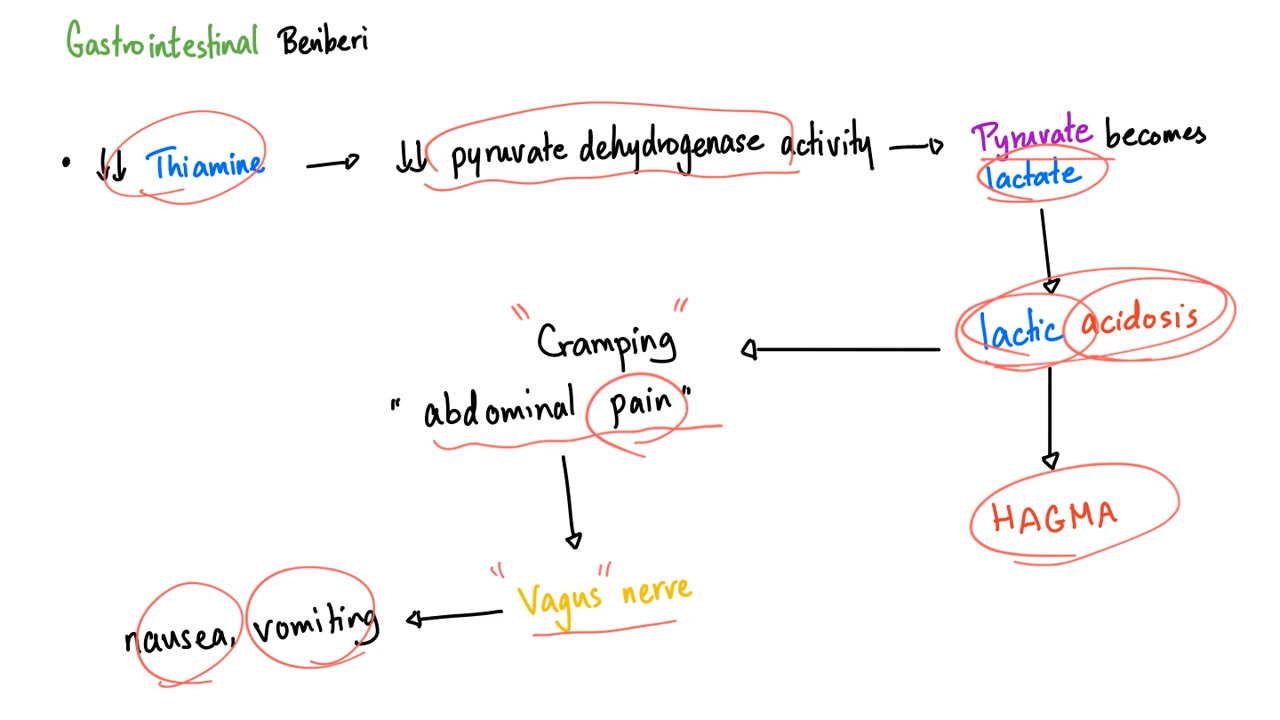 Gastrointestinal Beriberi
• ↓↓ Thiamine → ↓↓ pyruvate dehydrogenase activity → Pyruvate becomes
lactate
lactic acidosis
"Cramping"
"abdominal pain"
HAGMA
"Vagus" nerve
nausea, vomiting